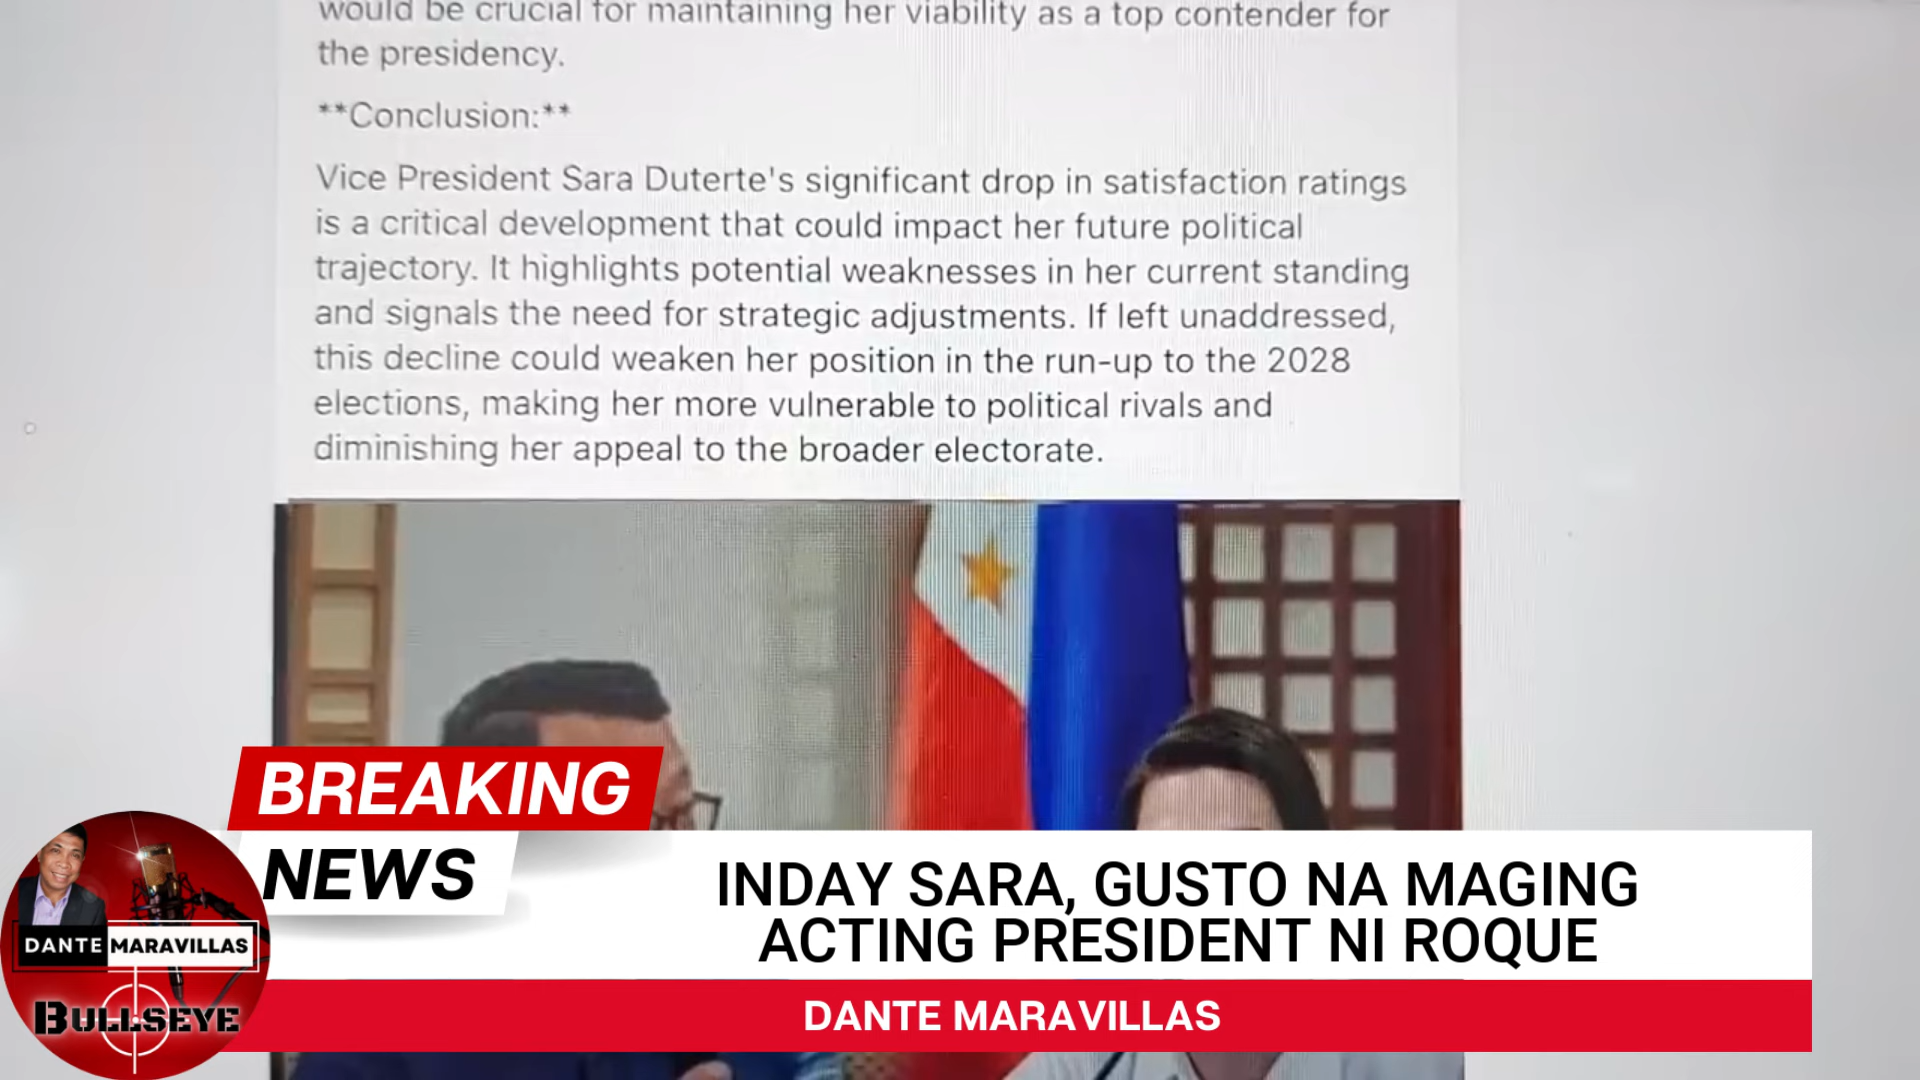 would be crucial for maintaining her viability as a top contender for
the presidency.
**Conclusion:**
Vice President Sara Duterte's significant drop in satisfaction ratings
is a critical development that could impact her future political
trajectory. It highlights potential weaknesses in her current standing
and signals the need for strategic adjustments. If left unaddressed,
this decline could weaken her position in the run-up to the 2028
elections, making her more vulnerable to political rivals and
diminishing her appeal to the broader electorate.
BREAKING
NEWS
INDAY SARA, GUSTO NA MAGING
ACTING PRESIDENT NI ROQUE
DANTE MARAVILLAS
DANTE MARAVILLAS
BULLSEYE